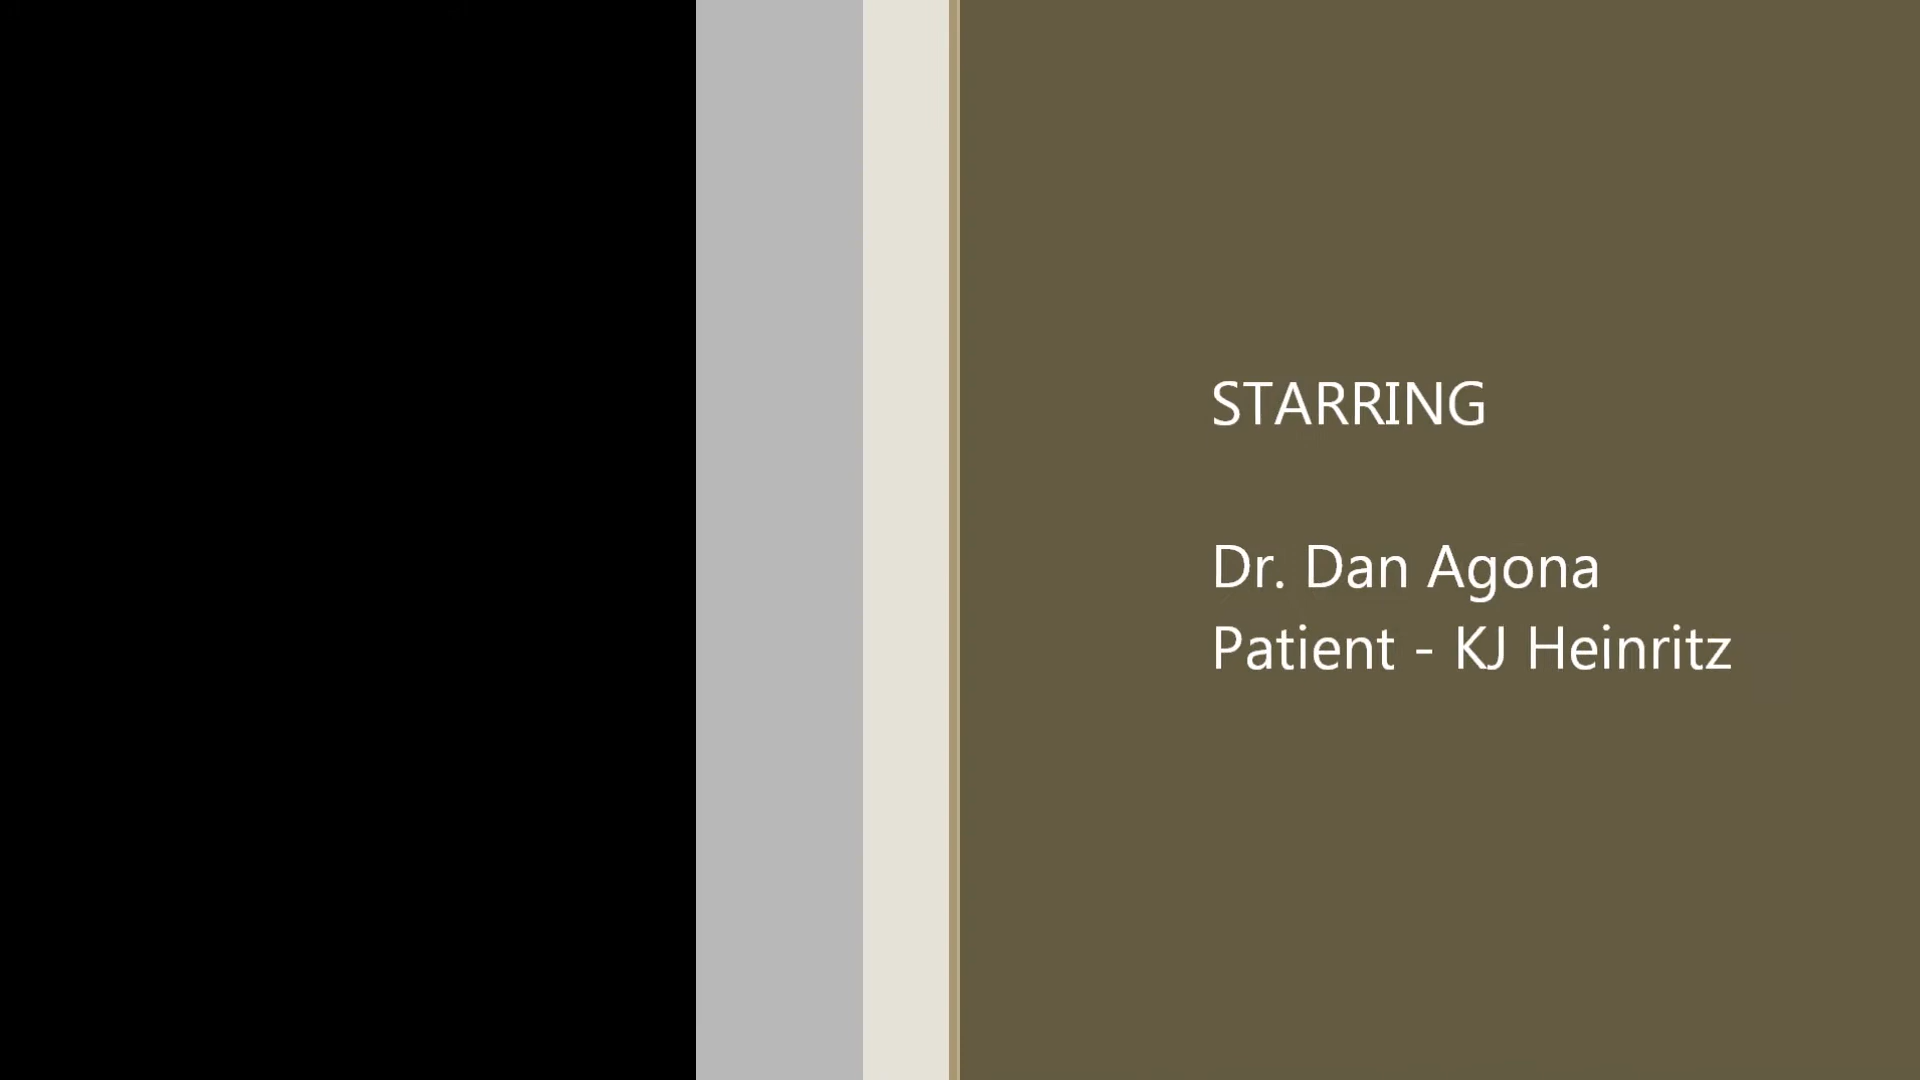 STARRING
Dr. Dan Agona
Patient - KJ Heinritz